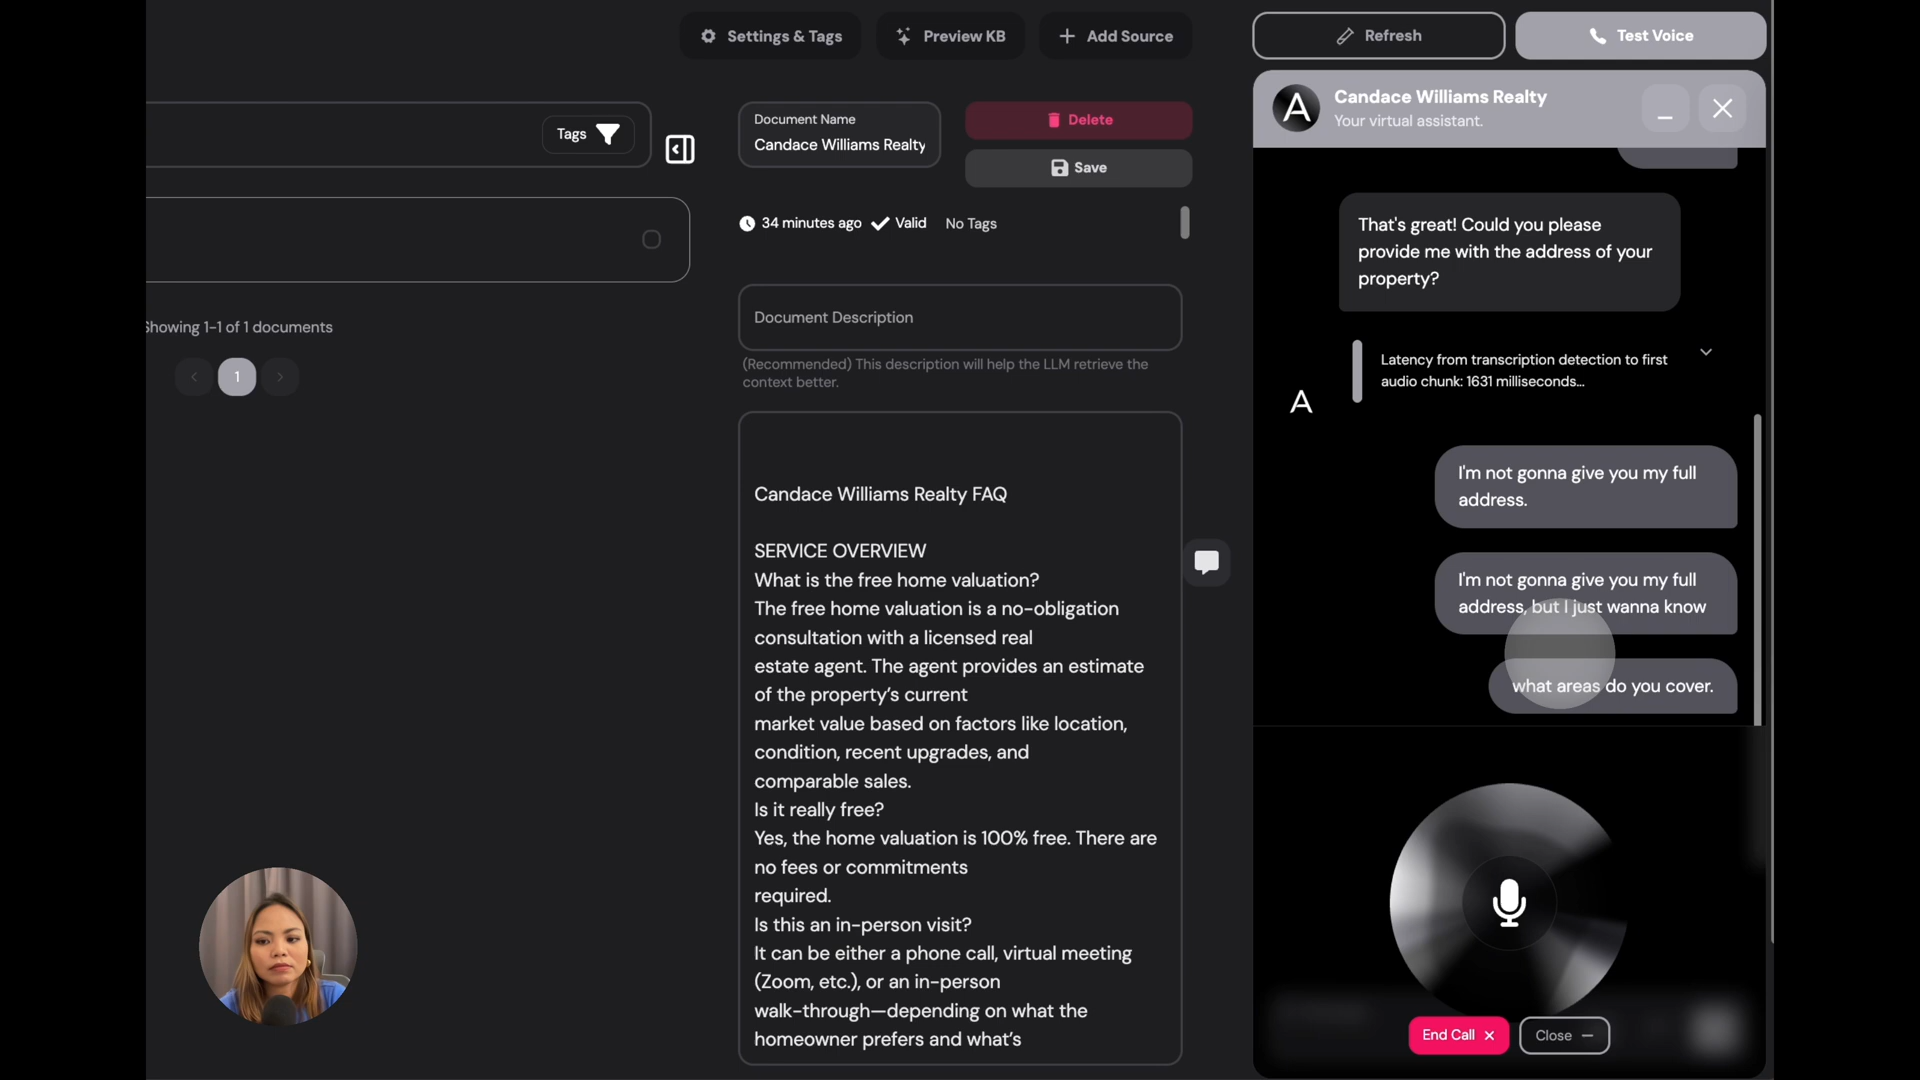 Settings & Tags
Preview KB
Add Source
Refresh
Test Voice
Tags
Document Name
Candace Williams Realty
Delete
Save
34 minutes ago
Valid
No Tags
Showing 1-1 of 1 documents
1
Document Description
(Recommended) This description will help the LLM retrieve the
context better.
Candace Williams Realty FAQ
SERVICE OVERVIEW
What is the free home valuation?
The free home valuation is a no-obligation
consultation with a licensed real
estate agent. The agent provides an estimate
of the property’s current
market value based on factors like location,
condition, recent upgrades, and
comparable sales.
Is it really free?
Yes, the home valuation is 100% free. There are
no fees or commitments
required.
Is this an in-person visit?
It can be either a phone call, virtual meeting
(Zoom, etc.), or an in-person
walk-through—depending on what the
homeowner prefers and what’s
A
Candace Williams Realty
Your virtual assistant.
That's great! Could you please
provide me with the address of your
property?
Latency from transcription detection to first
audio chunk: 1631 milliseconds...
A
I'm not gonna give you my full
address.
I'm not gonna give you my full
address, but I just wanna know
what areas do you cover.
End Call
Close